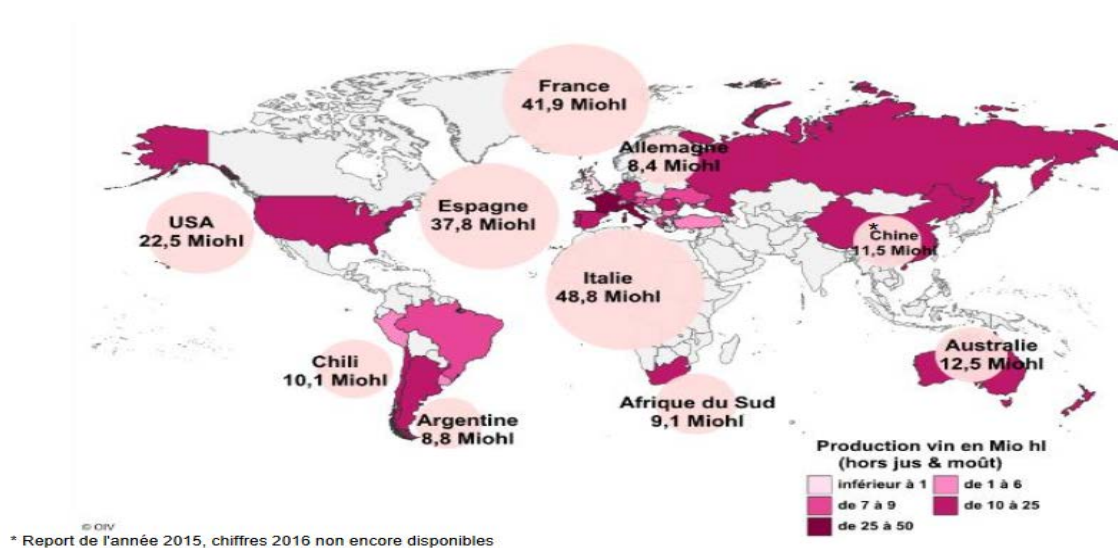 France
41,9 Miohl
Allemagne
8,4 Miohl
USA
22,5 Miohl
Espagne
37,8 Miohl
* Chine
11,5 Miohl
Italie
48,8 Miohl
Chili
10,1 Miohl
Australie
12,5 Miohl
Argentine
8,8 Miohl
Afrique du Sud
9,1 Miohl
Production vin en Mio hl
(hors jus & moût)
inférieur à 1
de 1 à 6
de 7 à 9
de 10 à 25
de 25 à 50
© OIV
* Report de l'année 2015, chiffres 2016 non encore disponibles